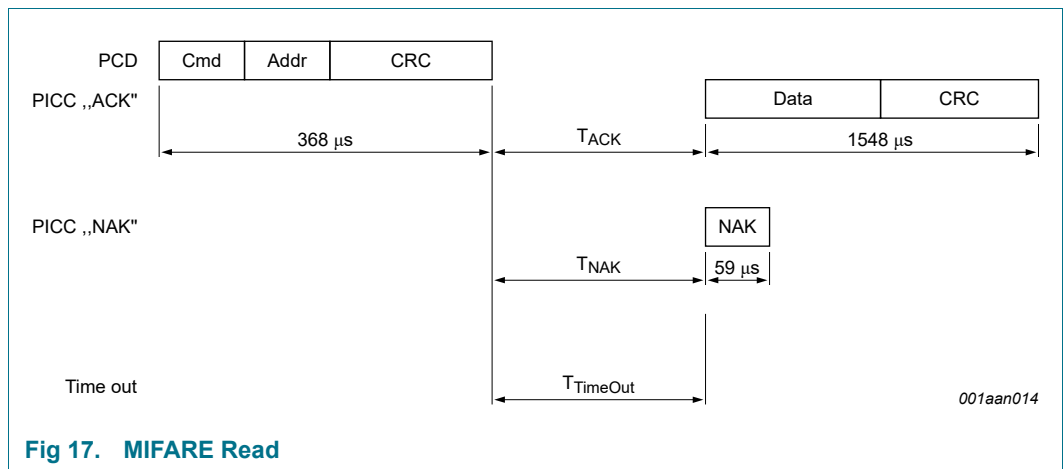 PCD Cmd Addr CRC
PICC ,,ACK" Data CRC
368 μs TACK 1548 μs
PICC ,,NAK" NAK
TNAK 59 μs
Time out TTimeOut 001aan014
Fig 17. MIFARE Read